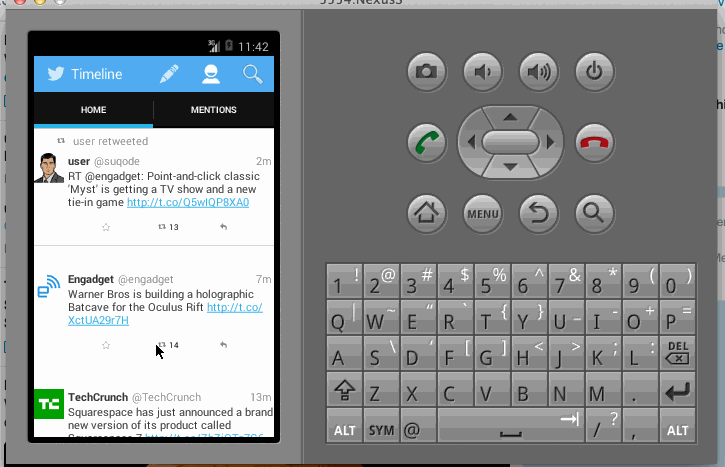 5554:Nexus5
3G 11:42
Timeline
HOME MENTIONS
user retweeted
user @suqode 2m
RT @engadget: Point-and-click classic
'Myst' is getting a TV show and a new
tie-in game http://t.co/Q5wIQP8XA0
13
Engadget @engadget 7m
Warner Bros is building a holographic
Batcave for the Oculus Rift http://t.co/
XctUA29r7H
14
TC
TechCrunch @TechCrunch 13m
Squarespace has just announced a brand
new version of its product called
MENU
1 ! 2 @ 3 # 4 $ 5 % 6 ^ 7 & 8 * 9 ( 0 )
Q | W ~ E " R ` T { Y } U _ I - O + P =
A S \ D ' F [ G ] H < J > K ; L : DEL
Z X C V B N M .
ALT SYM @ / ? , ALT